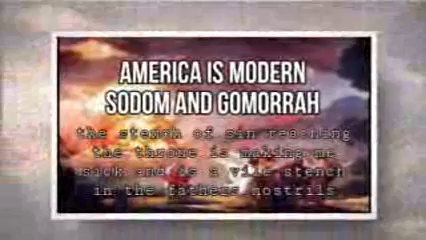 AMERICA IS MODERN
SODOM AND GOMORRAH
the stench of sin reaching
the throne is making me
sick and is a vile stench
in the fathers nostrils